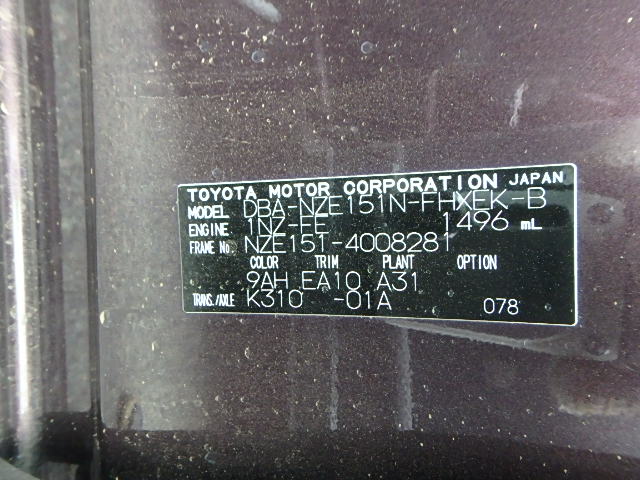 TOYOTA MOTOR CORPORATION JAPAN
MODEL DBA-NZE151N-FHXEK-B
ENGINE 1NZ-FE 1496 mL
FRAME No. NZE151-4008281
COLOR TRIM PLANT OPTION
9AH EA10 A31
TRANS./AXLE K310 -01A 078